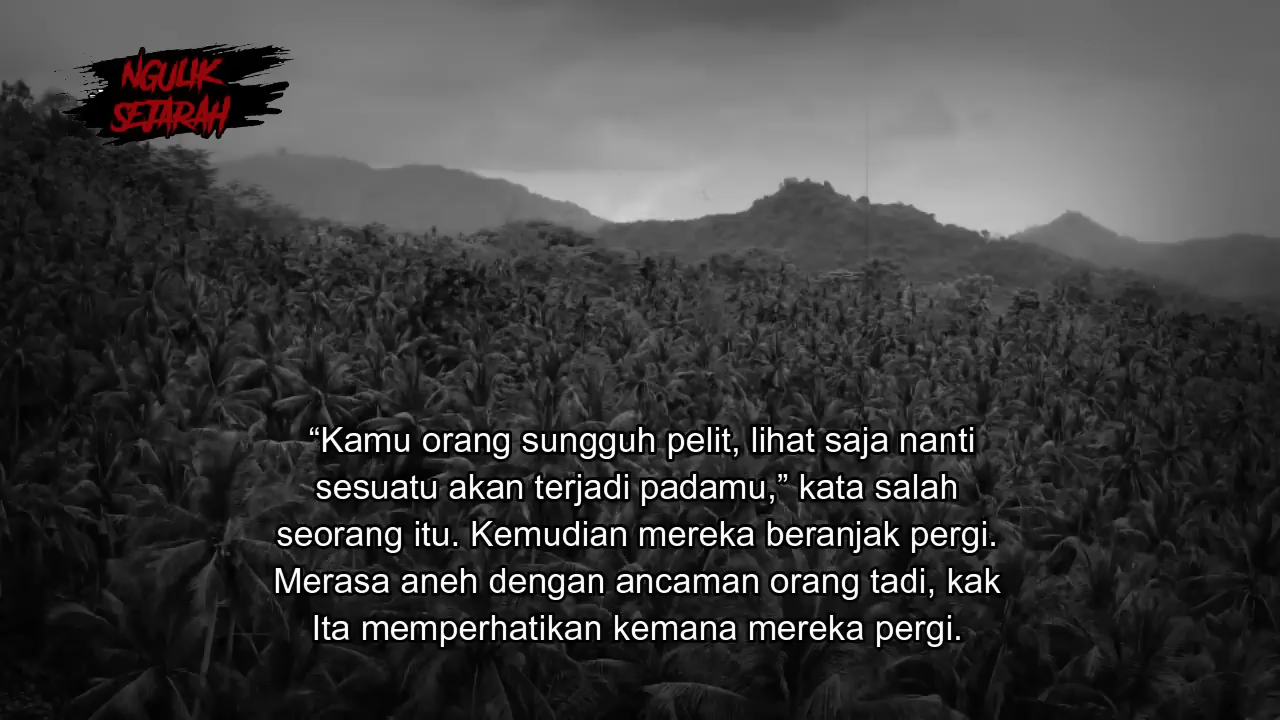 NGULIK
SEJARAH
“Kamu orang sungguh pelit, lihat saja nanti
sesuatu akan terjadi padamu,” kata salah
seorang itu. Kemudian mereka beranjak pergi.
Merasa aneh dengan ancaman orang tadi, kak
Ita memperhatikan kemana mereka pergi.